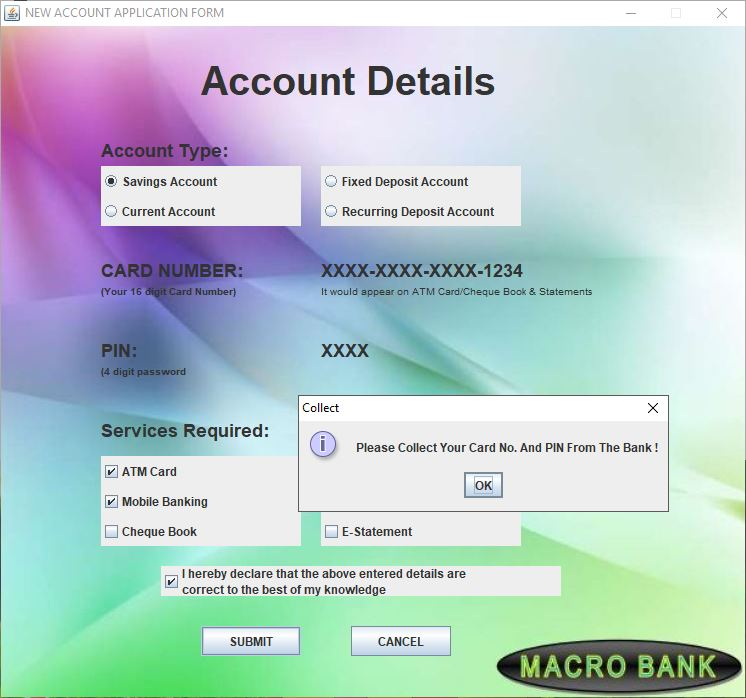 NEW ACCOUNT APPLICATION FORM
Account Details
Account Type:
Savings Account
Fixed Deposit Account
Current Account
Recurring Deposit Account
CARD NUMBER:
XXXX-XXXX-XXXX-1234
(Your 16 digit Card Number)
It would appear on ATM Card/Cheque Book & Statements
PIN:
XXXX
(4 digit password
Services Required:
Collect
Please Collect Your Card No. And PIN From The Bank !
OK
ATM Card
Mobile Banking
Cheque Book
E-Statement
I hereby declare that the above entered details are
correct to the best of my knowledge
SUBMIT
CANCEL
MACRO BANK